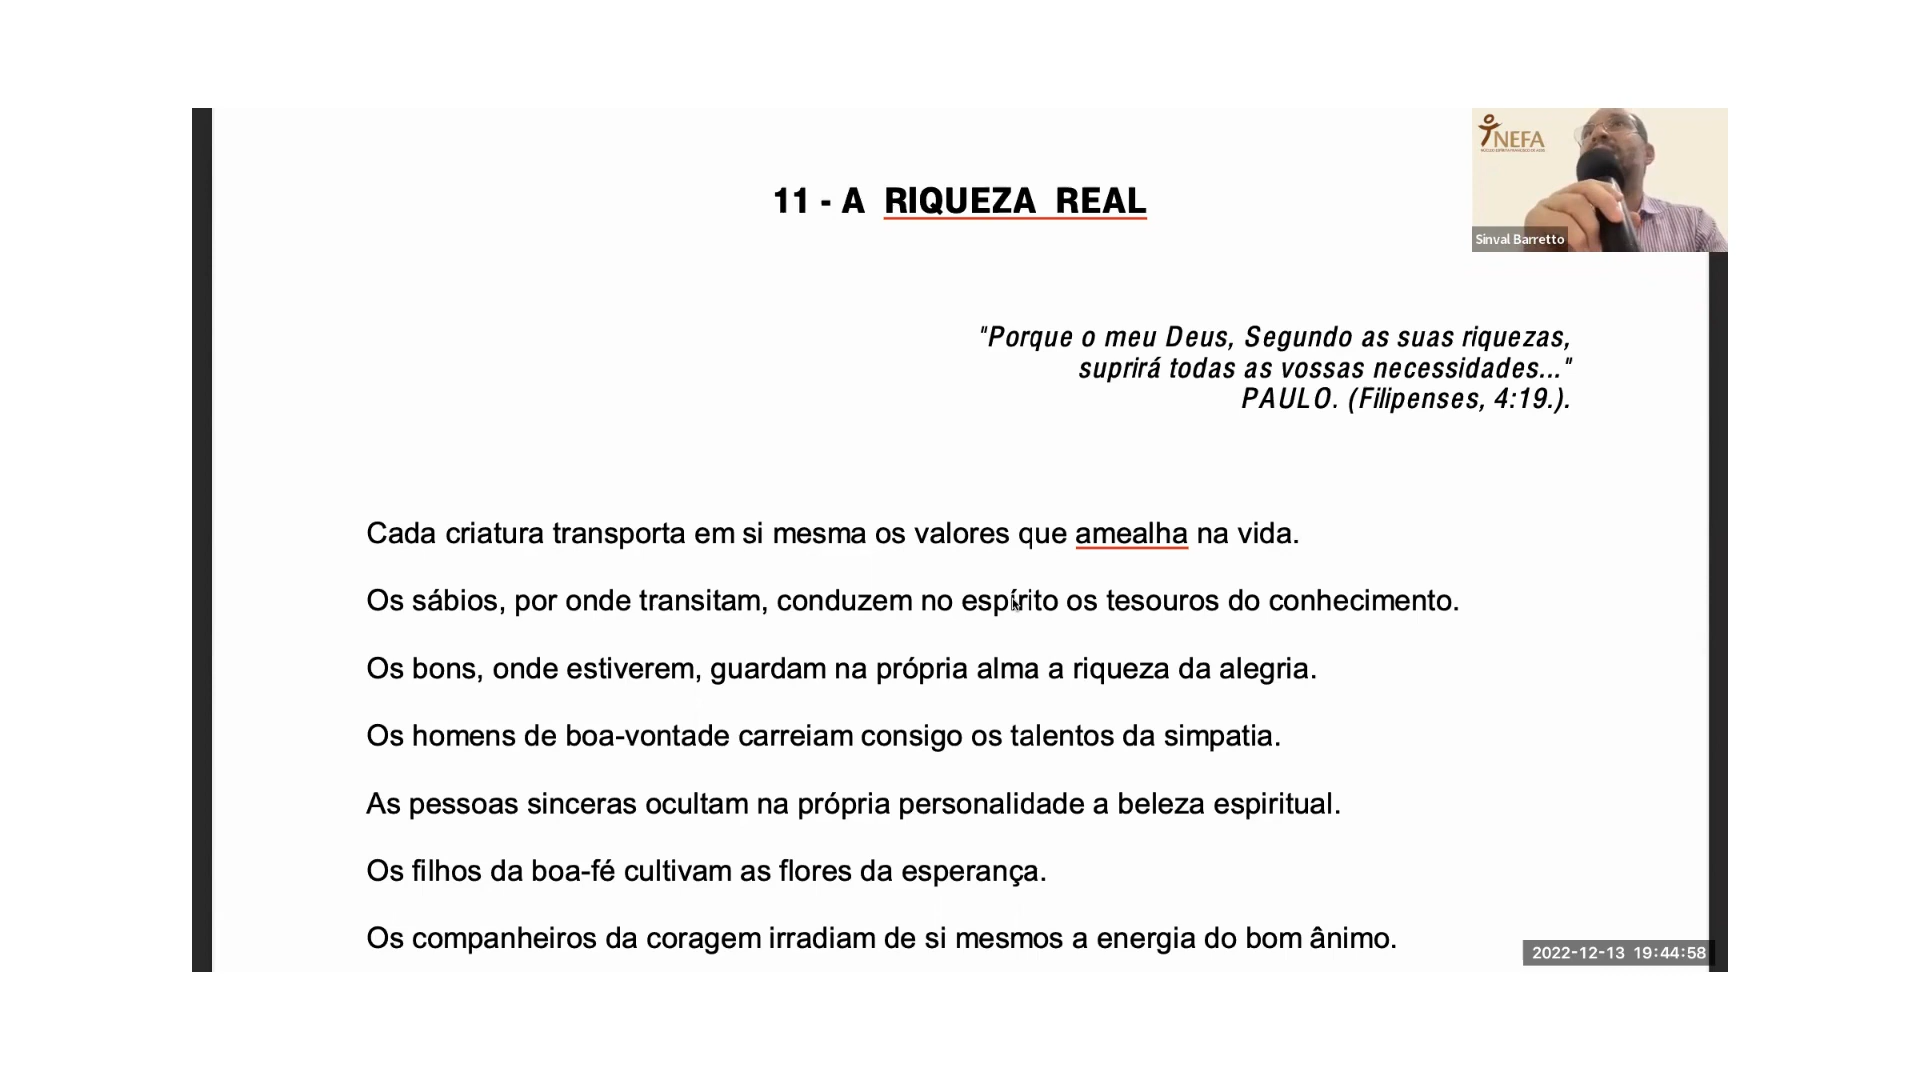 NEFA
Sinval Barretto
11 - A RIQUEZA REAL
"Porque o meu Deus, Segundo as suas riquezas,
suprirá todas as vossas necessidades..."
PAULO. (Filipenses, 4:19.).
Cada criatura transporta em si mesma os valores que amealha na vida.
Os sábios, por onde transitam, conduzem no espírito os tesouros do conhecimento.
Os bons, onde estiverem, guardam na própria alma a riqueza da alegria.
Os homens de boa-vontade carreiam consigo os talentos da simpatia.
As pessoas sinceras ocultam na própria personalidade a beleza espiritual.
Os filhos da boa-fé cultivam as flores da esperança.
Os companheiros da coragem irradiam de si mesmos a energia do bom ânimo.
2022-12-13 19:44:58